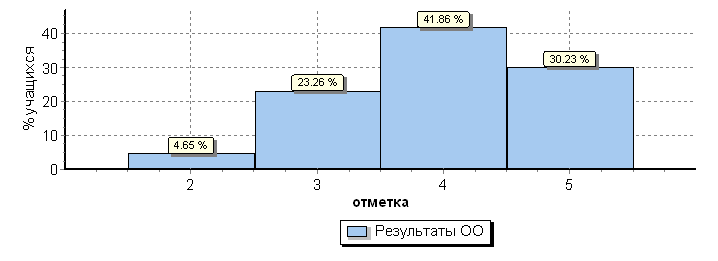 % учащихся
40
30
20
10
0
4.65 %
23.26 %
41.86 %
30.23 %
2 3 4 5
отметка
Результаты ОО